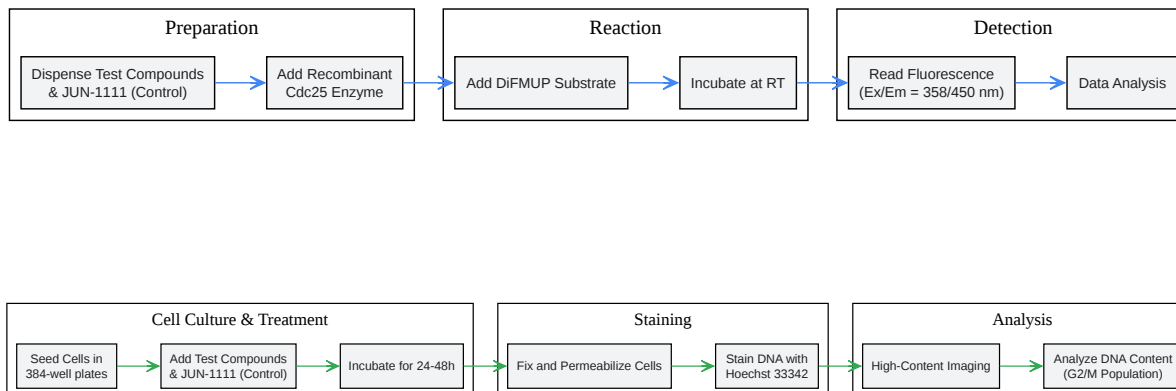 Preparation
Dispense Test Compounds
& JUN-1111 (Control)
Add Recombinant
Cdc25 Enzyme
Reaction
Add DiFMUP Substrate
Incubate at RT
Detection
Read Fluorescence
(Ex/Em = 358/450 nm)
Data Analysis
Cell Culture & Treatment
Seed Cells in
384-well plates
Add Test Compounds
& JUN-1111 (Control)
Incubate for 24-48h
Staining
Fix and Permeabilize Cells
Stain DNA with
Hoechst 33342
Analysis
High-Content Imaging
Analyze DNA Content
(G2/M Population)